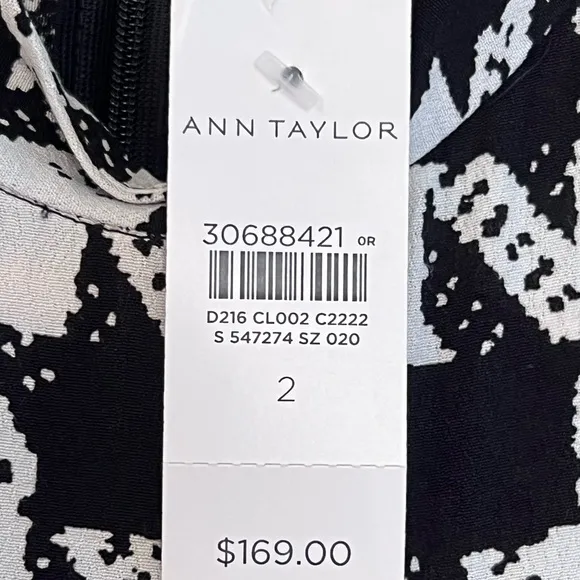 ANN TAYLOR
30688421 OR
D216 CL002 C2222
S 547274 SZ 020
2
$169.00